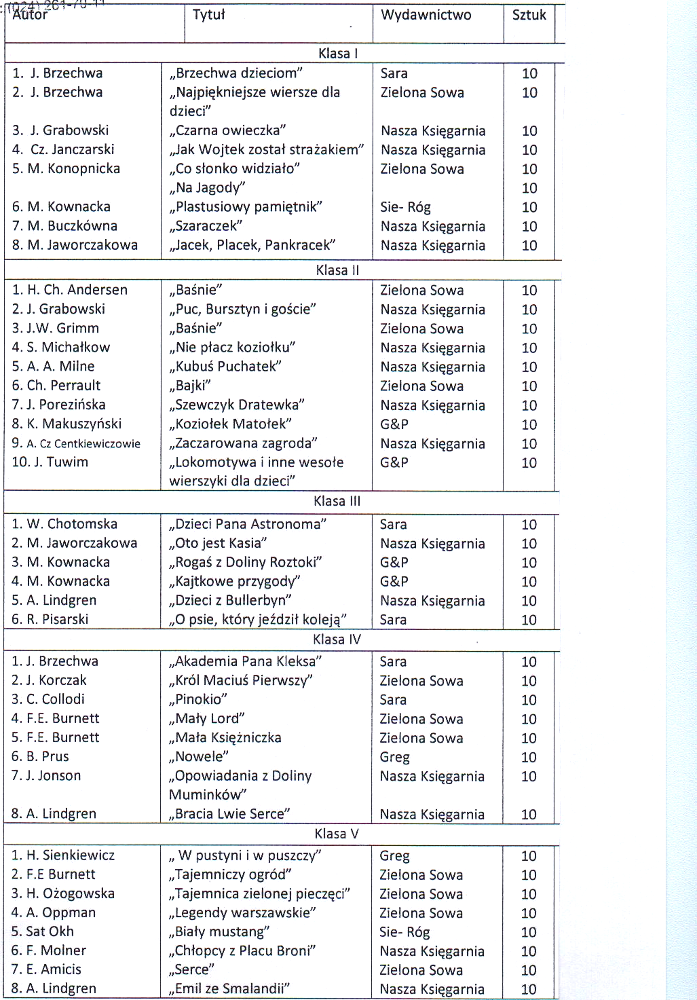 : (024) 261-70-11
Autor Tytuł Wydawnictwo Sztuk
Klasa I
1. J. Brzechwa „Brzechwa dzieciom” Sara 10
2. J. Brzechwa „Najpiękniejsze wiersze dla Zielona Sowa 10
dzieci”
3. J. Grabowski „Czarna owieczka” Nasza Księgarnia 10
4. Cz. Janczarski „Jak Wojtek został strażakiem” Nasza Księgarnia 10
5. M. Konopnicka „Co słonko widziało” Zielona Sowa 10
„Na Jagody” 10
6. M. Kownacka „Plastusiowy pamiętnik” Sie- Róg 10
7. M. Buczkówna „Szaraczek” Nasza Księgarnia 10
8. M. Jaworczakowa „Jacek, Placek, Pankracek” Nasza Księgarnia 10
Klasa II
1. H. Ch. Andersen „Baśnie” Zielona Sowa 10
2. J. Grabowski „Puc, Bursztyn i goście” Nasza Księgarnia 10
3. J.W. Grimm „Baśnie” Zielona Sowa 10
4. S. Michałkow „Nie płacz koziołku” Nasza Księgarnia 10
5. A. A. Milne „Kubuś Puchatek” Nasza Księgarnia 10
6. Ch. Perrault „Bajki” Zielona Sowa 10
7. J. Porezińska „Szewczyk Dratewka” Nasza Księgarnia 10
8. K. Makuszyński „Koziołek Matołek” G&P 10
9. A. Cz Centkiewiczowie „Zaczarowana zagroda” Nasza Księgarnia 10
10. J. Tuwim „Lokomotywa i inne wesołe G&P 10
wierszyki dla dzieci”
Klasa III
1. W. Chotomska „Dzieci Pana Astronoma” Sara 10
2. M. Jaworczakowa „Oto jest Kasia” Nasza Księgarnia 10
3. M. Kownacka „Rogaś z Doliny Roztoki” G&P 10
4. M. Kownacka „Kajtkowe przygody” G&P 10
5. A. Lindgren „Dzieci z Bullerbyn” Nasza Księgarnia 10
6. R. Pisarski „O psie, który jeździł koleją” Sara 10
Klasa IV
1. J. Brzechwa „Akademia Pana Kleksa” Sara 10
2. J. Korczak „Król Maciuś Pierwszy” Zielona Sowa 10
3. C. Collodi „Pinokio” Sara 10
4. F.E. Burnett „Mały Lord” Zielona Sowa 10
5. F.E. Burnett „Mała Księżniczka Zielona Sowa 10
6. B. Prus „Nowele” Greg 10
7. J. Jonson „Opowiadania z Doliny Nasza Księgarnia 10
Muminków”
8. A. Lindgren „Bracia Lwie Serce” Nasza Księgarnia 10
Klasa V
1. H. Sienkiewicz „ W pustyni i w puszczy” Greg 10
2. F.E Burnett „Tajemniczy ogród” Zielona Sowa 10
3. H. Ożogowska „Tajemnica zielonej pieczęci” Zielona Sowa 10
4. A. Oppman „Legendy warszawskie” Zielona Sowa 10
5. Sat Okh „Biały mustang” Sie- Róg 10
6. F. Molner „Chłopcy z Placu Broni” Nasza Księgarnia 10
7. E. Amicis „Serce” Zielona Sowa 10
8. A. Lindgren „Emil ze Smalandii” Nasza Księgarnia 10